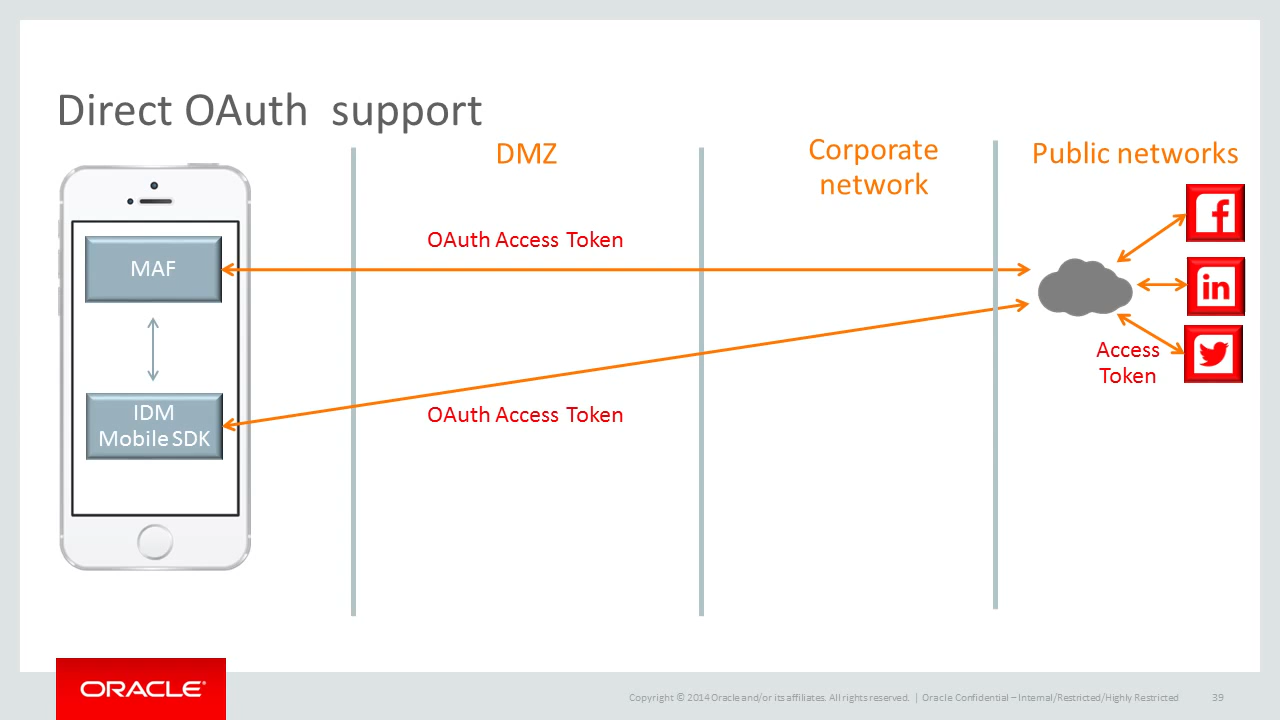 Direct OAuth support
DMZ
Corporate
network
Public networks
OAuth Access Token
MAF
IDM
Mobile SDK
OAuth Access Token
Access
Token
in
ORACLE®
Copyright © 2014 Oracle and/or its affiliates. All rights reserved. | Oracle Confidential – Internal/Restricted/Highly Restricted
39